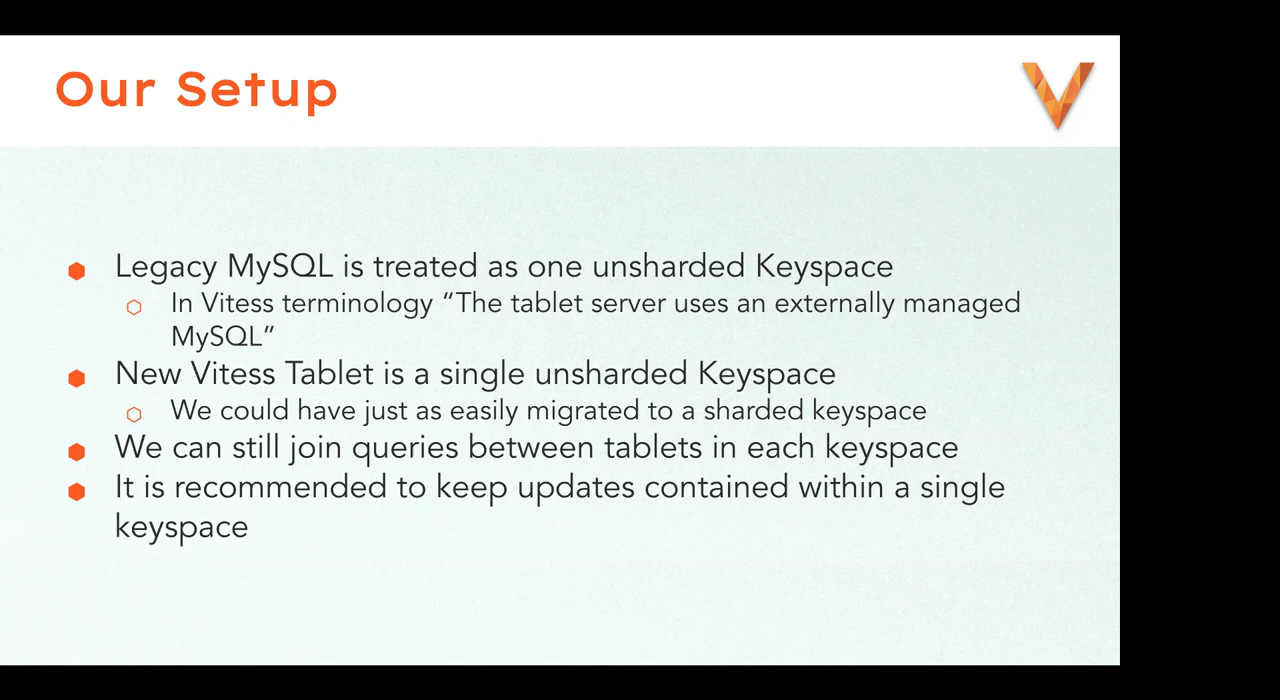 Our Setup
Legacy MySQL is treated as one unsharded Keyspace
In Vitess terminology “The tablet server uses an externally managed
MySQL”
New Vitess Tablet is a single unsharded Keyspace
We could have just as easily migrated to a sharded keyspace
We can still join queries between tablets in each keyspace
It is recommended to keep updates contained within a single
keyspace